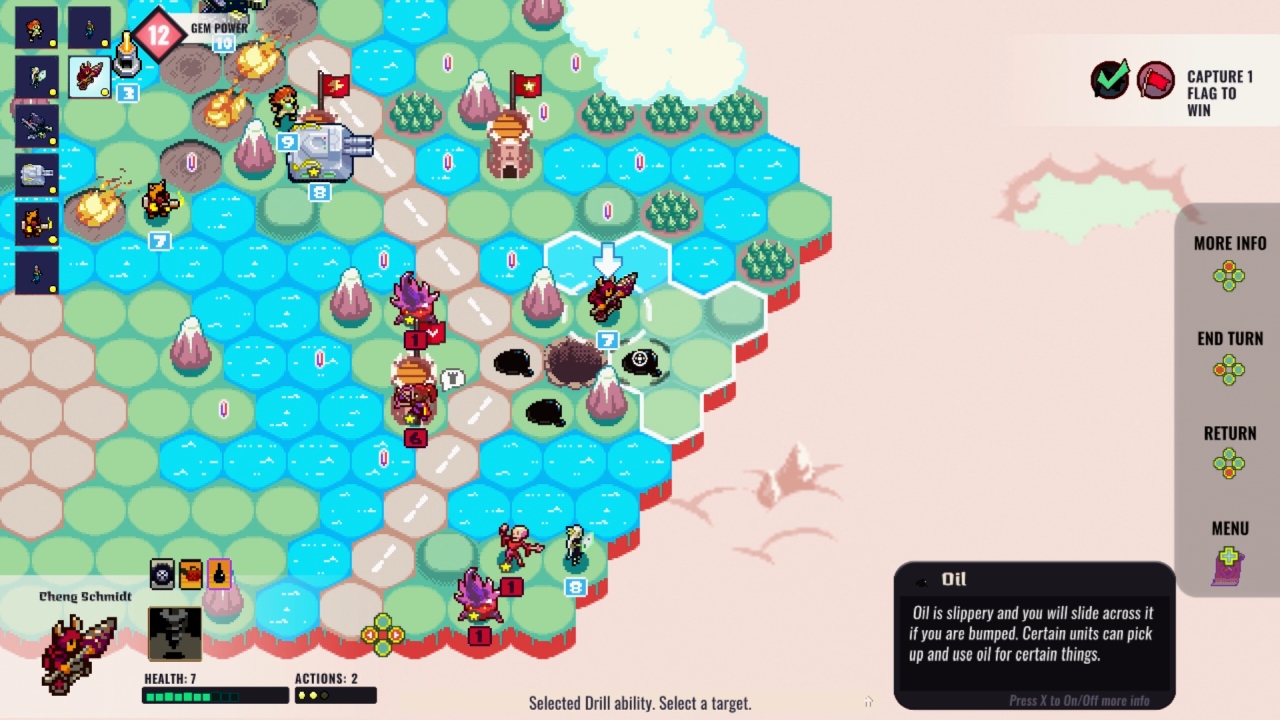 12
GEM POWER
10
3
CAPTURE 1
FLAG TO
WIN
9
8
7
MORE INFO
1
7
END TURN
6
RETURN
MENU
1
8
1
Cheng Schmidt
HEALTH: 7
ACTIONS: 2
Selected Drill ability. Select a target.
Oil
Oil is slippery and you will slide across it
if you are bumped. Certain units can pick
up and use oil for certain things.
Press X to On/Off more info